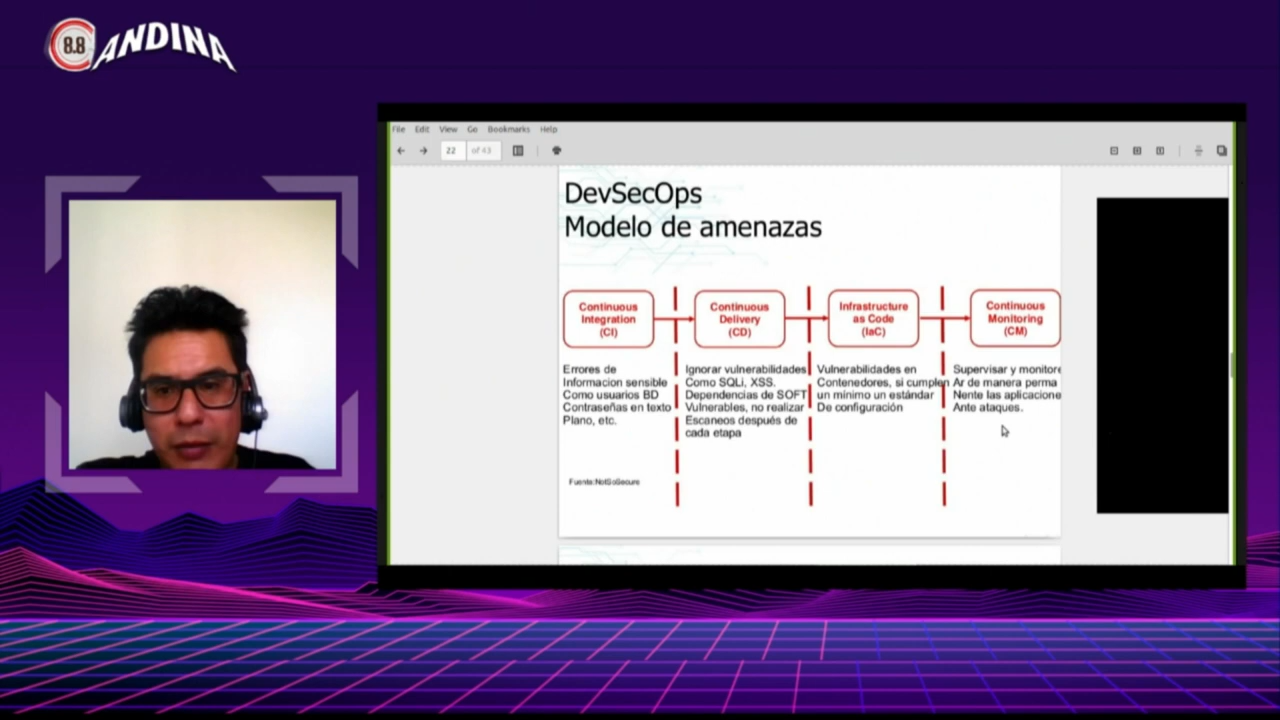 8.8
ANDINA
File Edit View Go Bookmarks Help
22 of 43
DevSecOps
Modelo de amenazas
Continuous
Integration
(CI)
Continuous
Delivery
(CD)
Infrastructure
as Code
(IaC)
Continuous
Monitoring
(CM)
Errores de
Informacion sensible
Como usuarios BD
Contraseñas en texto
Plano, etc.
Ignorar vulnerabilidades
Como SQLi, XSS.
Dependencias de SOFT
Vulnerables, no realizar
Escaneos después de
cada etapa
Vulnerabilidades en
Contenedores, si cumplen
un mínimo un estándar
De configuración
Supervisar y monitore
Ar de manera perma
Nente las aplicacione
Ante ataques.
Fuente:NotSoSecure